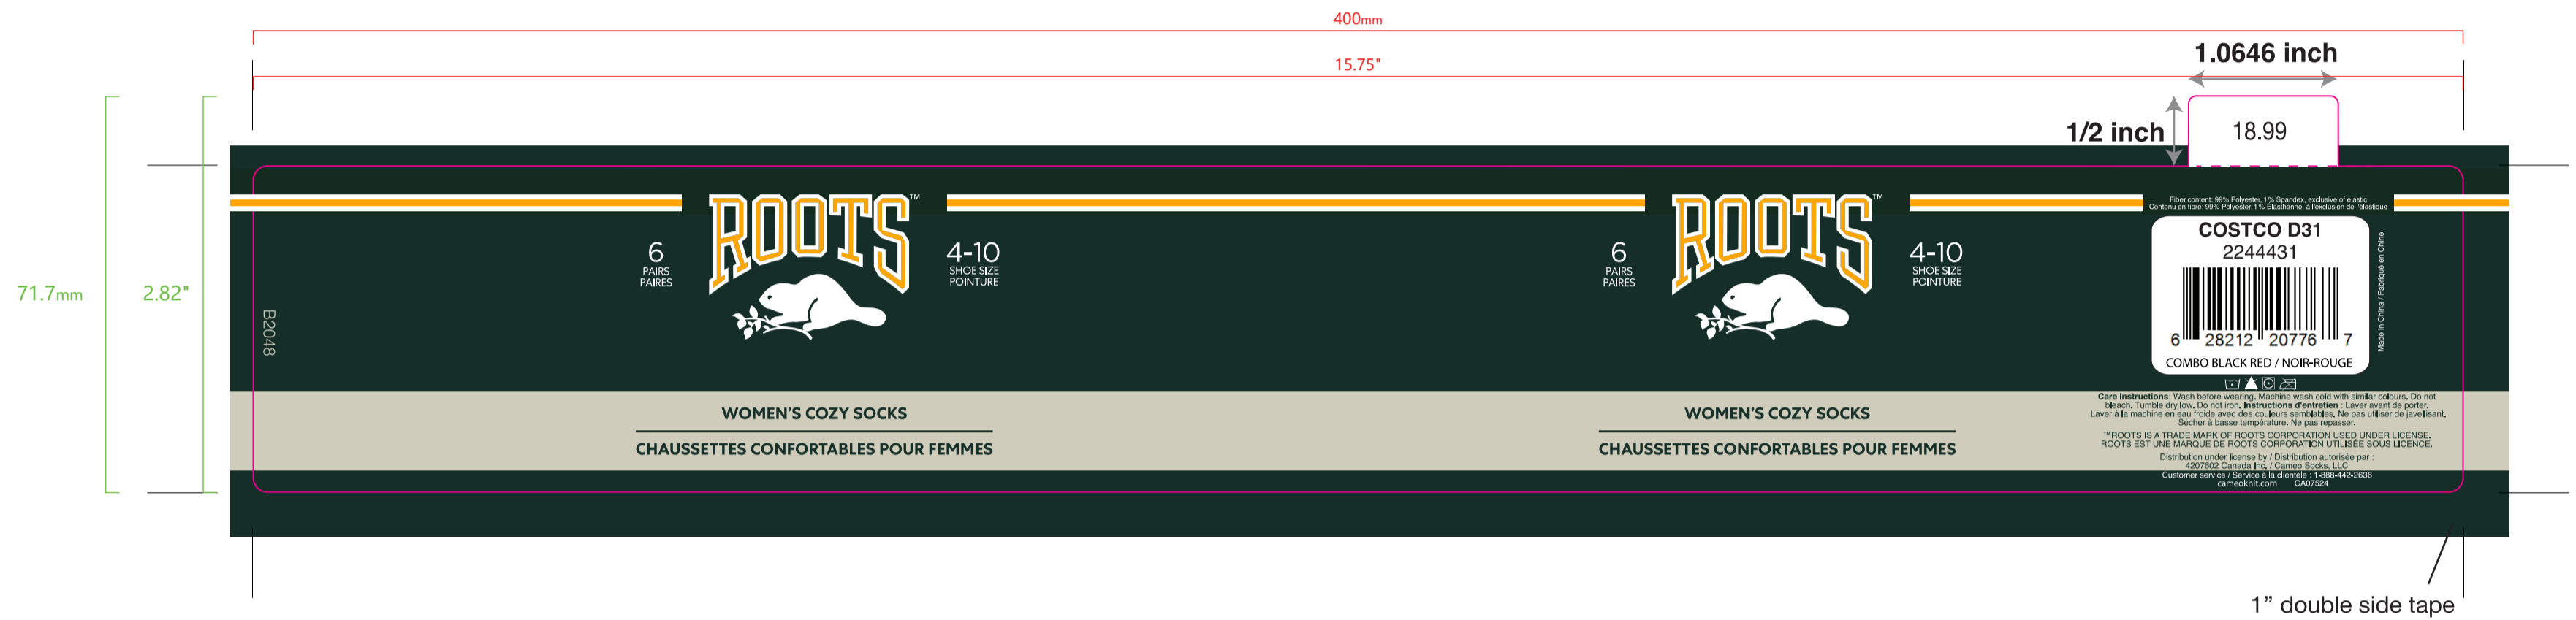 400mm
15.75"
1.0646 inch
1/2 inch
18.99
71.7mm
2.82"
B2048
6
PAIRS
PAIRES
ROOTS™
4-10
SHOE SIZE
POINTURE
WOMEN'S COZY SOCKS
CHAUSSETTES CONFORTABLES POUR FEMMES
6
PAIRS
PAIRES
ROOTS™
4-10
SHOE SIZE
POINTURE
WOMEN'S COZY SOCKS
CHAUSSETTES CONFORTABLES POUR FEMMES
Fiber content: 99% Polyester, 1% Spandex, exclusive of elastic
Contenu en fibre: 99% Polyester, 1% Élasthanne, à l'exclusion de l'élastique
COSTCO D31
2244431
6 28212 20776 7
COMBO BLACK RED / NOIR-ROUGE
Made in China / Fabriqué en Chine
Care Instructions: Wash before wearing. Machine wash cold with similar colours. Do not
bleach. Tumble dry low. Do not iron. Instructions d'entretien : Laver avant de porter.
Laver à la machine en eau froide avec des couleurs semblables. Ne pas utiliser de javellisant.
Sécher à basse température. Ne pas repasser.
™ROOTS IS A TRADE MARK OF ROOTS CORPORATION USED UNDER LICENSE.
ROOTS EST UNE MARQUE DE ROOTS CORPORATION UTILISÉE SOUS LICENCE.
Distribution under license by / Distribution autorisée par :
4207602 Canada Inc. / Cameo Socks, LLC
Customer service / Service à la clientèle : 1-888-442-2636
cameoknit.com CA07524
1" double side tape